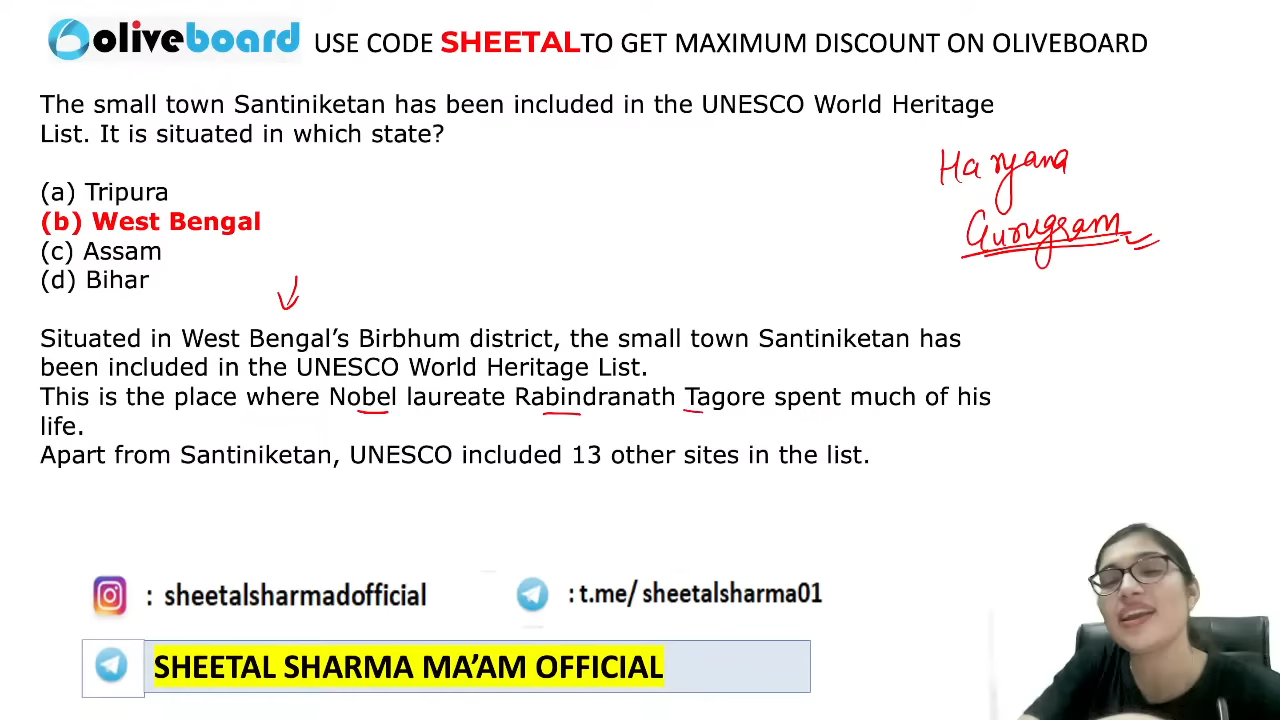 oliveboard USE CODE SHEETAL TO GET MAXIMUM DISCOUNT ON OLIVEBOARD
The small town Santiniketan has been included in the UNESCO World Heritage
List. It is situated in which state?
Haryana
Gurugram
(a) Tripura
(b) West Bengal
(c) Assam
(d) Bihar
Situated in West Bengal’s Birbhum district, the small town Santiniketan has
been included in the UNESCO World Heritage List.
This is the place where Nobel laureate Rabindranath Tagore spent much of his
life.
Apart from Santiniketan, UNESCO included 13 other sites in the list.
: sheetalsharmadofficial
: t.me/ sheetalsharma01
SHEETAL SHARMA MA’AM OFFICIAL